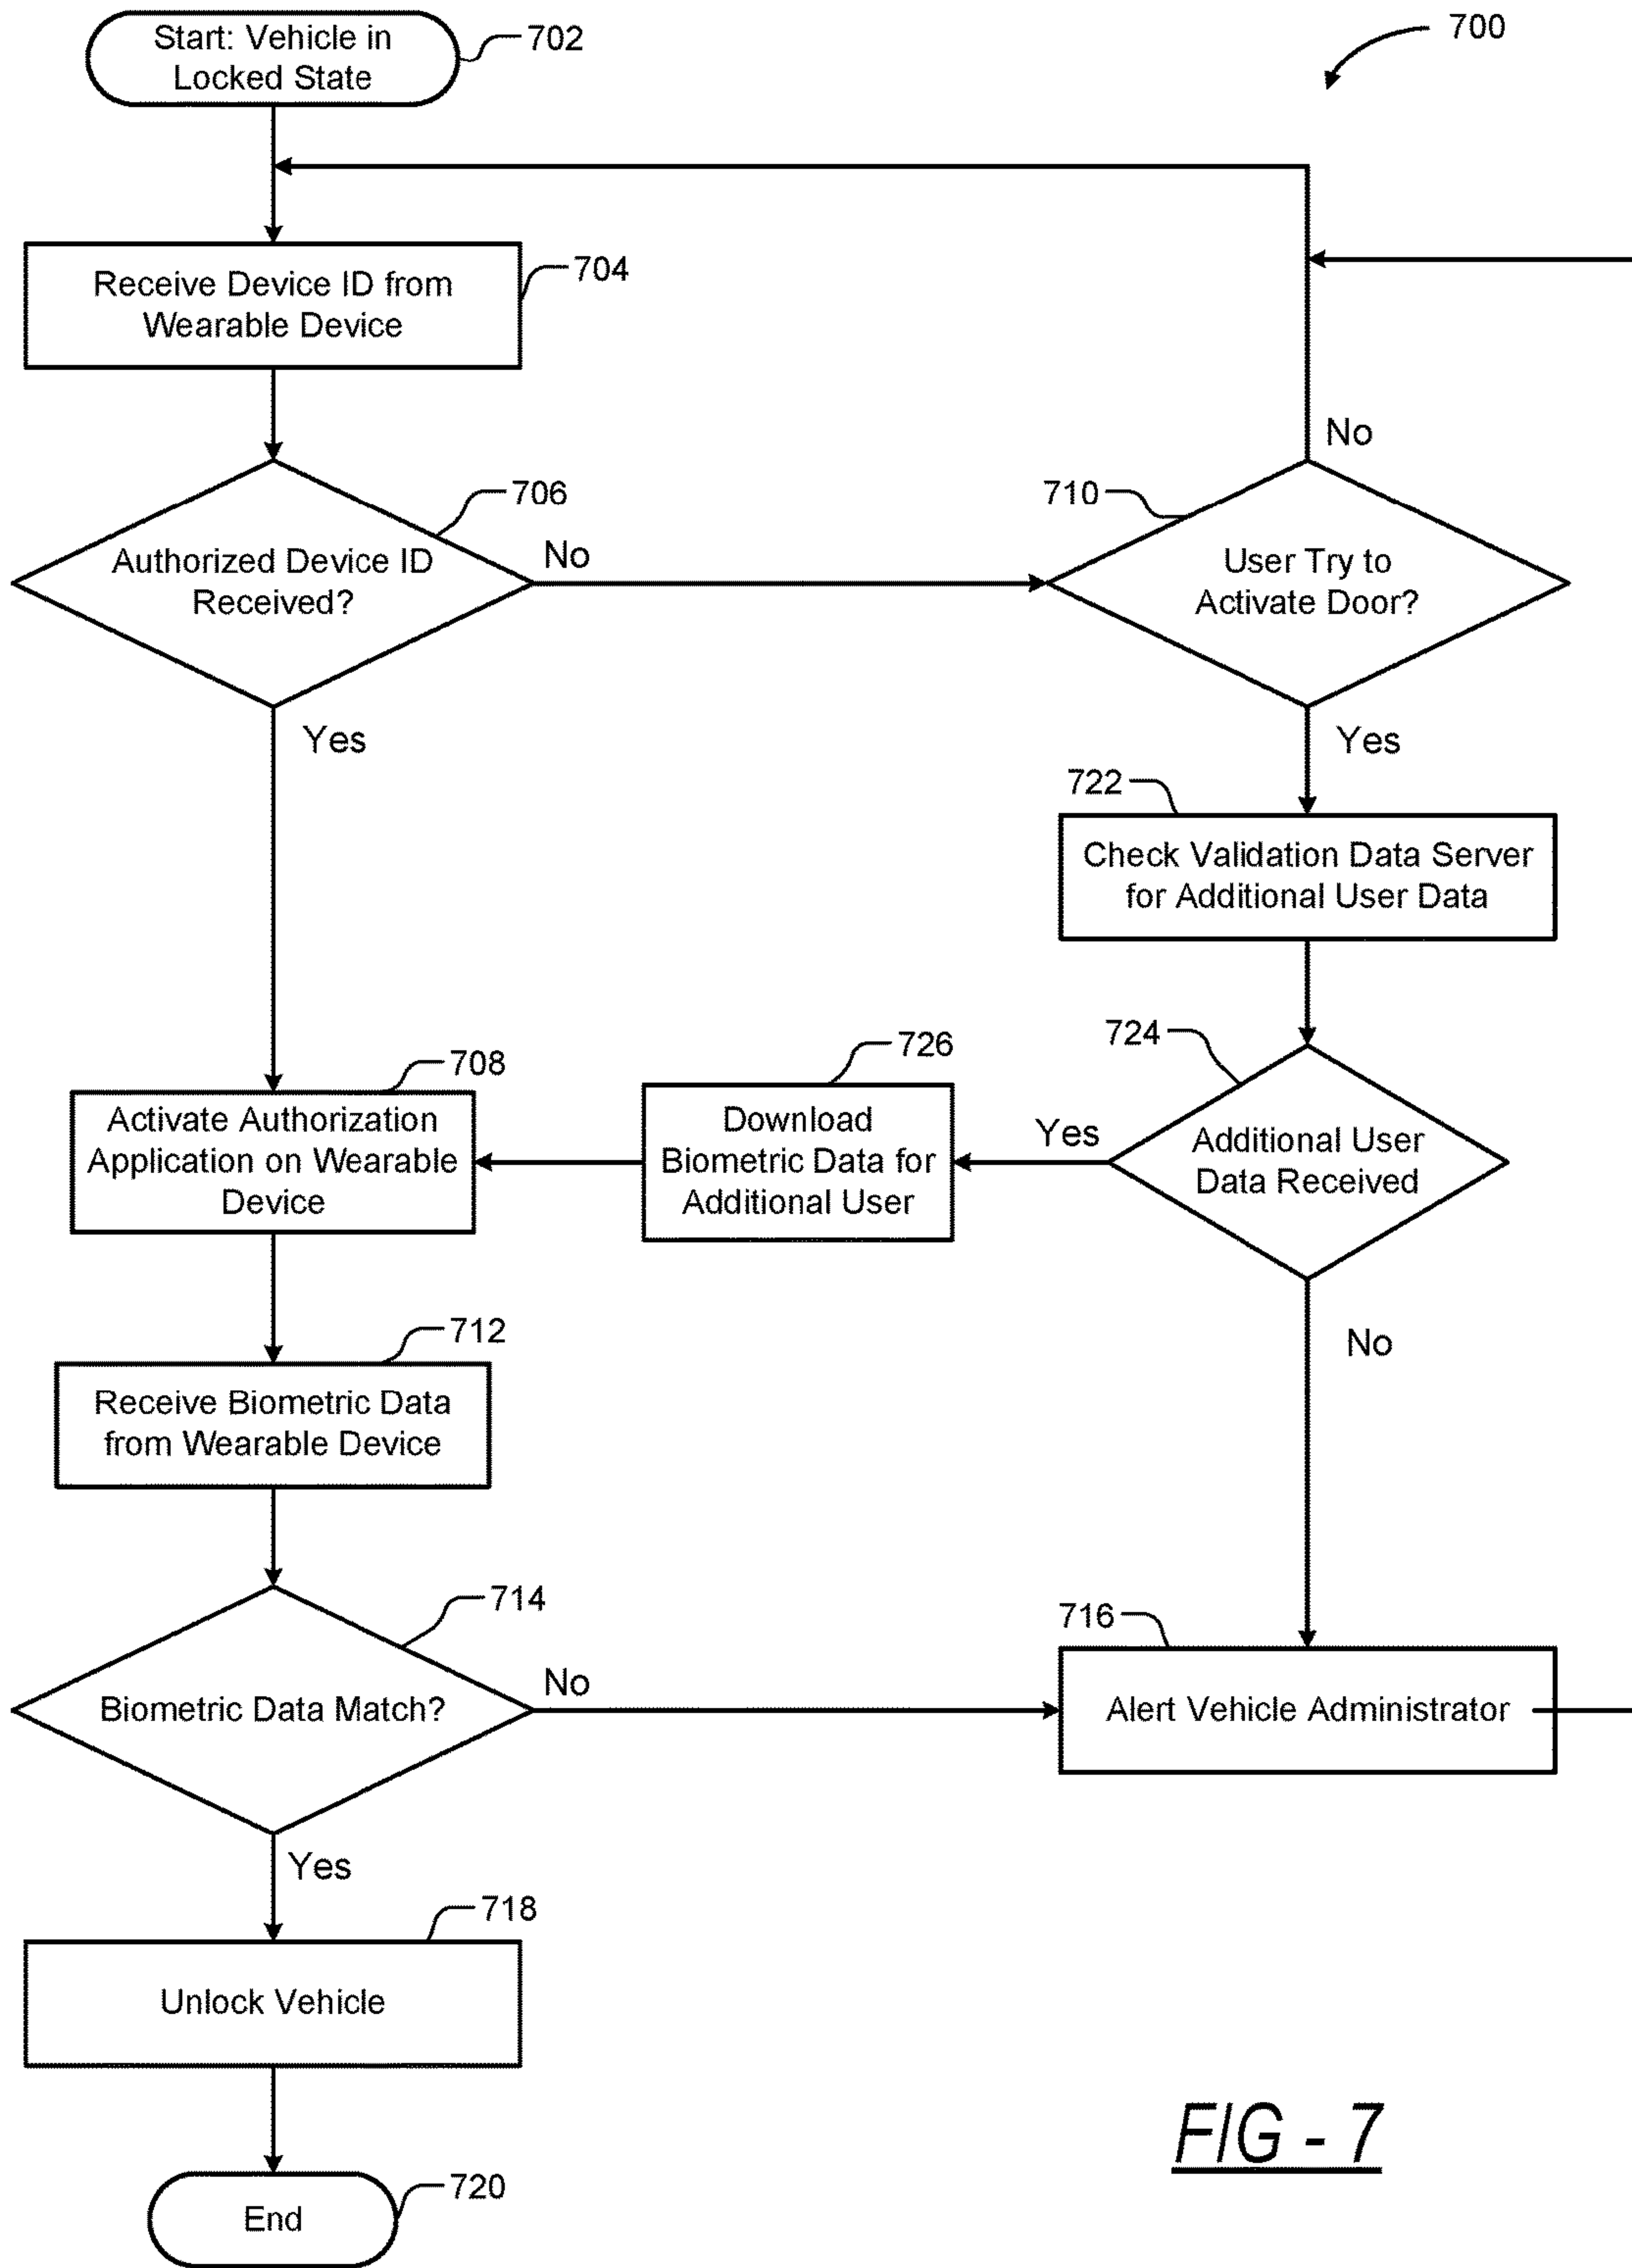 Start: Vehicle in
Locked State
702
700
Receive Device ID from
Wearable Device
704
No
706
Authorized Device ID
Received?
No
710
User Try to
Activate Door?
Yes
Yes
722
Check Validation Data Server
for Additional User Data
724
Additional User
Data Received
Yes
726
Download
Biometric Data for
Additional User
708
Activate Authorization
Application on Wearable
Device
No
712
Receive Biometric Data
from Wearable Device
714
Biometric Data Match?
No
716
Alert Vehicle Administrator
Yes
718
Unlock Vehicle
End
720
FIG - 7